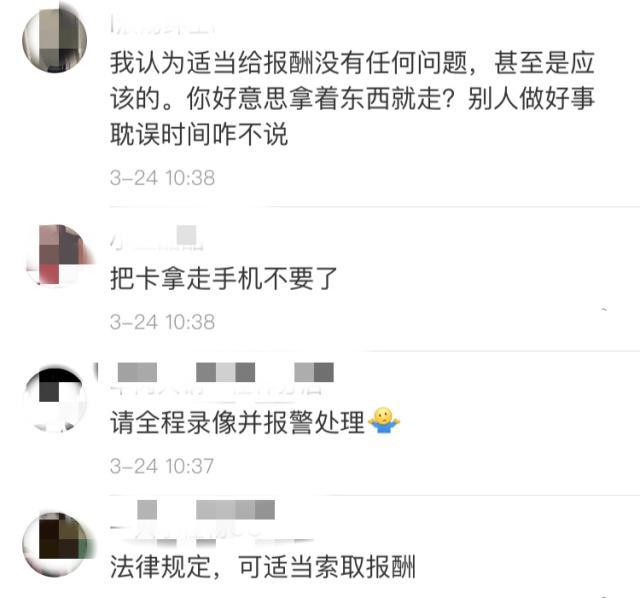 我认为适当给报酬没有任何问题，甚至是应
该的。你好意思拿着东西就走？别人做好事
耽误时间咋不说
3-24 10:38
把卡拿走手机不要了
3-24 10:38
请全程录像并报警处理🤷
3-24 10:37
法律规定，可适当索取报酬